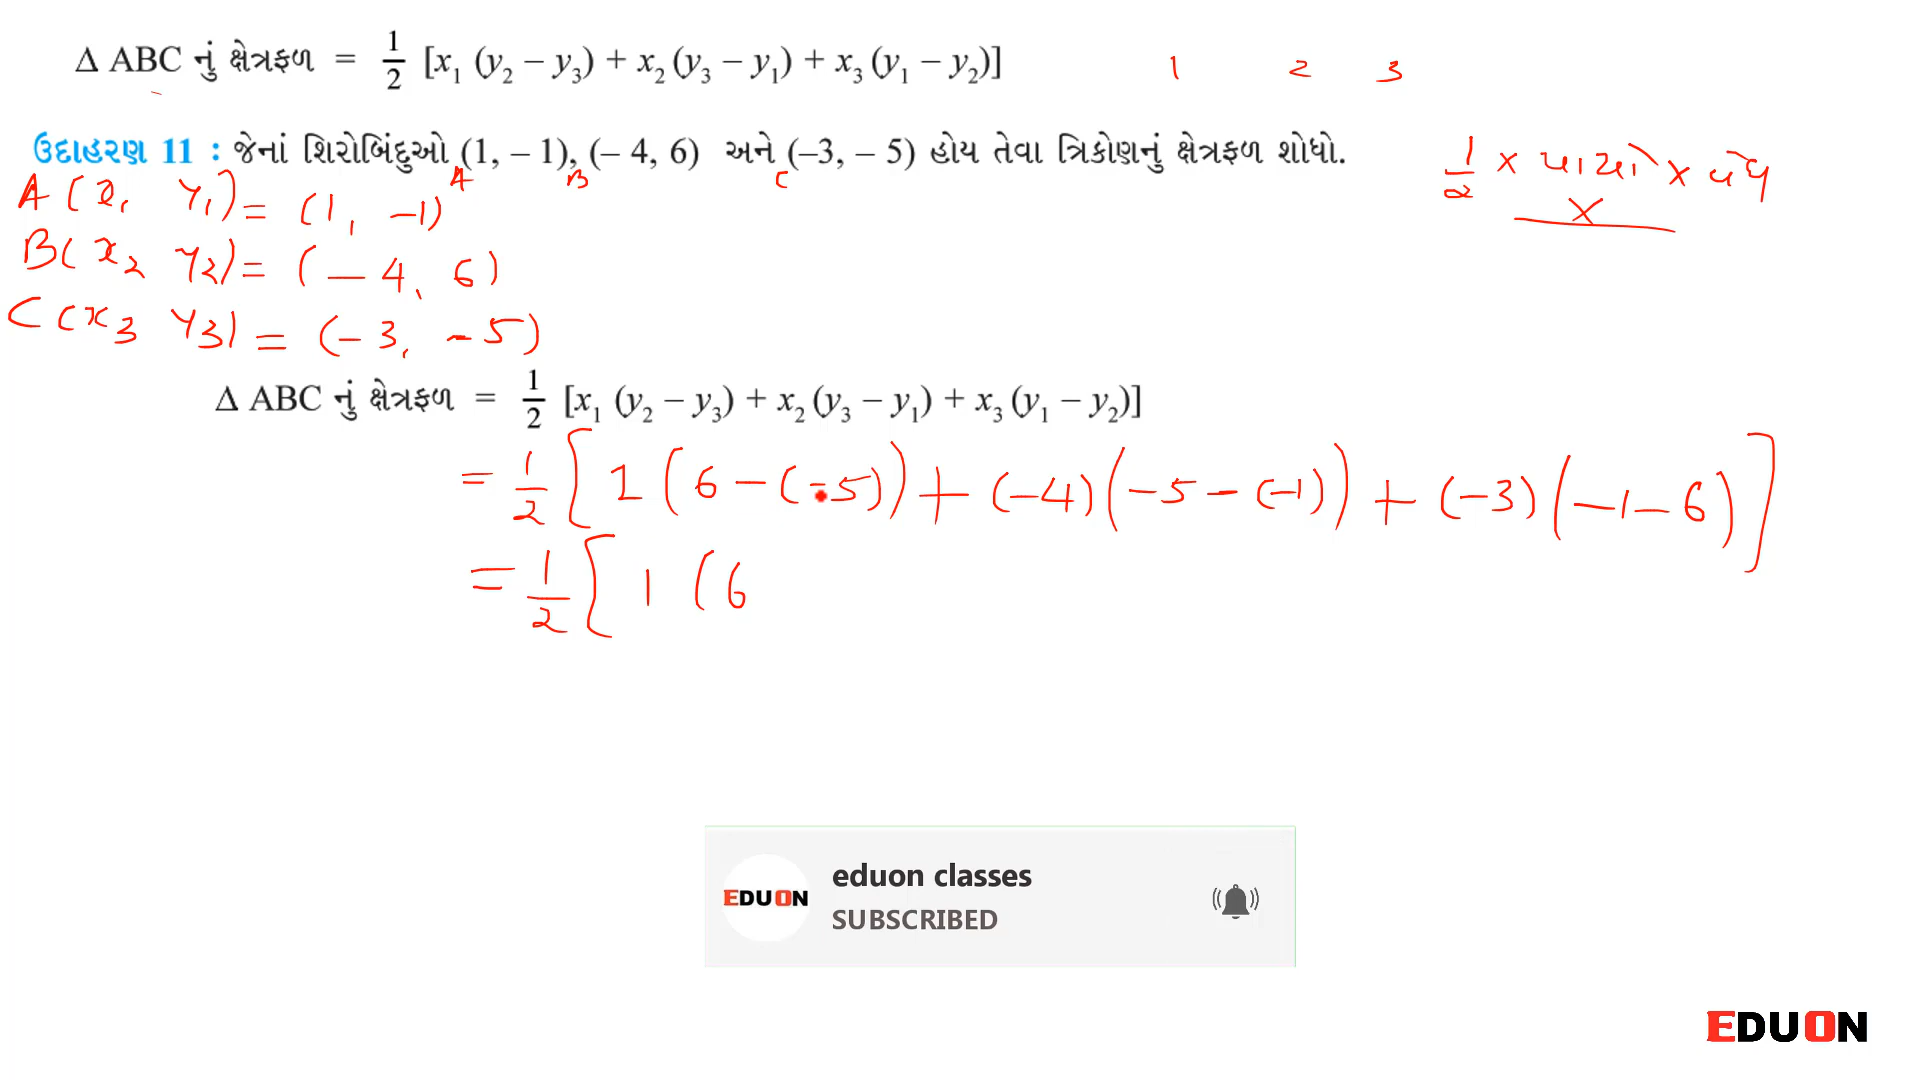 Δ ABC નું ક્ષેત્રફળ = 1/2 [x₁ (y₂ – y₃) + x₂ (y₃ – y₁) + x₃ (y₁ – y₂)]
1 2 3
ઉદાહરણ 11 : જેનાં શિરોબિંદુઓ (1, – 1), (– 4, 6) અને (–3, – 5) હોય તેવા ત્રિકોણનું ક્ષેત્રફળ શોધો.
A B C
1/2 × પાયો × વેધ
×
A(x₁, y₁) = (1, -1)
B(x₂ y₂) = (-4, 6)
C(x₃ y₃) = (-3, -5)
Δ ABC નું ક્ષેત્રફળ = 1/2 [x₁ (y₂ – y₃) + x₂ (y₃ – y₁) + x₃ (y₁ – y₂)]
= 1/2 [1(6-(-5)) + (-4)(-5-(-1)) + (-3)(-1-6)]
= 1/2 [1 (6
EDUON
eduon classes
SUBSCRIBED
EDUON